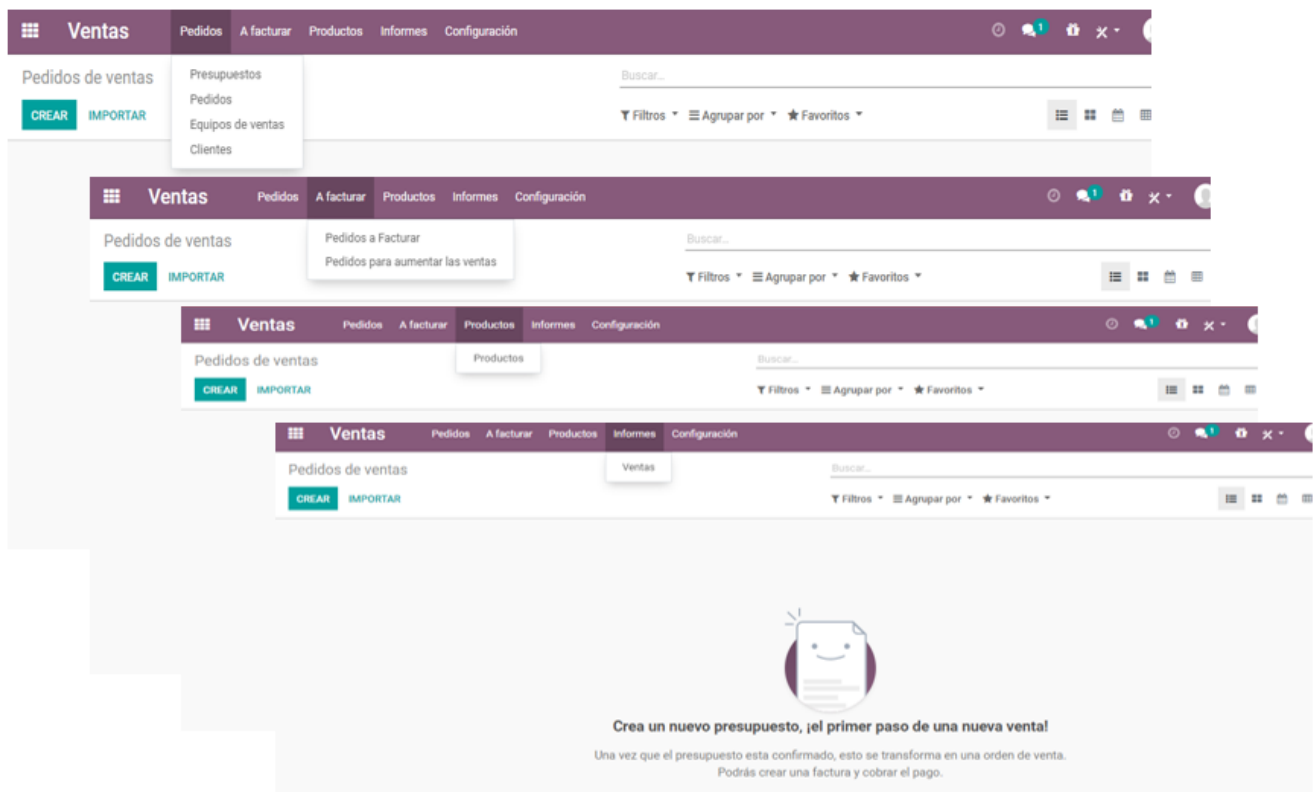 Ventas Pedidos A facturar Productos Informes Configuración 1
Pedidos de ventas Buscar...
CREAR IMPORTAR Filtros Agrupar por Favoritos
Presupuestos
Pedidos
Equipos de ventas
Clientes
Ventas Pedidos A facturar Productos Informes Configuración 1
Pedidos de ventas Buscar...
CREAR IMPORTAR Filtros Agrupar por Favoritos
Pedidos a Facturar
Pedidos para aumentar las ventas
Ventas Pedidos A facturar Productos Informes Configuración 1
Pedidos de ventas Buscar...
CREAR IMPORTAR Filtros Agrupar por Favoritos
Productos
Ventas Pedidos A facturar Productos Informes Configuración 1
Pedidos de ventas Buscar...
CREAR IMPORTAR Filtros Agrupar por Favoritos
Ventas
Crea un nuevo presupuesto, ¡el primer paso de una nueva venta!
Una vez que el presupuesto esta confirmado, esto se transforma en una orden de venta.
Podrás crear una factura y cobrar el pago.